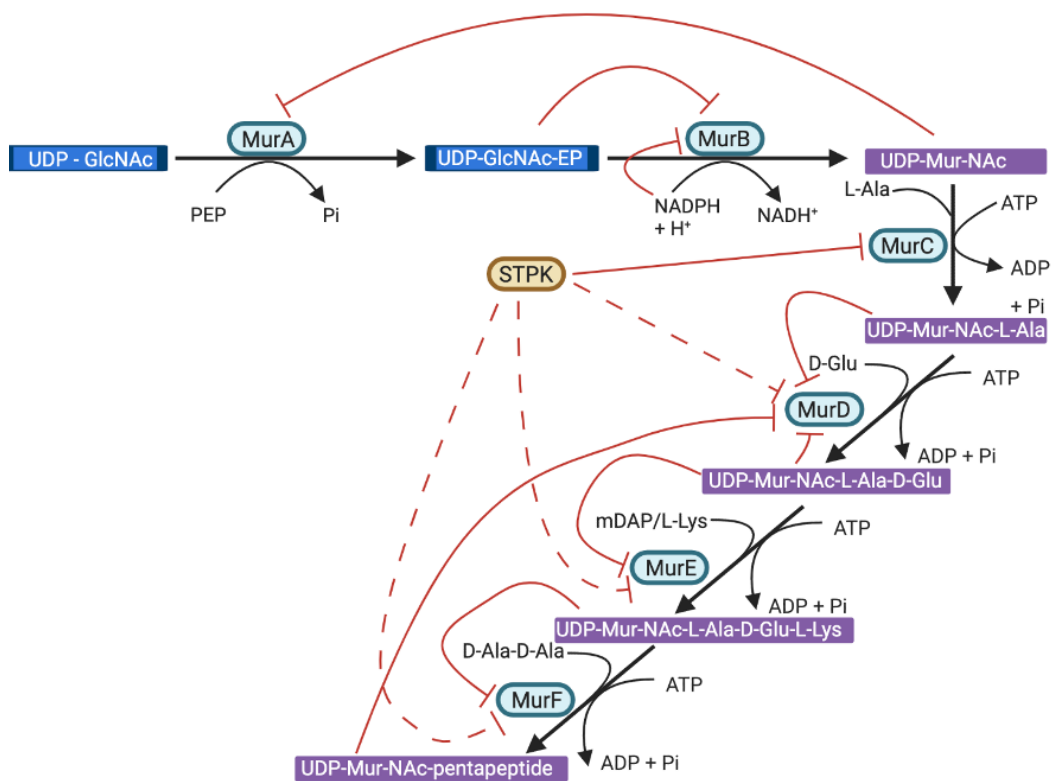 MurA
MurB
UDP - GlcNAc
UDP-GlcNAc-EP
UDP-Mur-NAc
PEP
Pi
NADPH
+ H⁺
NADH⁺
L-Ala
ATP
MurC
ADP
+ Pi
STPK
UDP-Mur-NAc-L-Ala
D-Glu
ATP
MurD
ADP + Pi
UDP-Mur-NAc-L-Ala-D-Glu
mDAP/L-Lys
ATP
MurE
ADP + Pi
UDP-Mur-NAc-L-Ala-D-Glu-L-Lys
D-Ala-D-Ala
ATP
MurF
ADP + Pi
UDP-Mur-NAc-pentapeptide